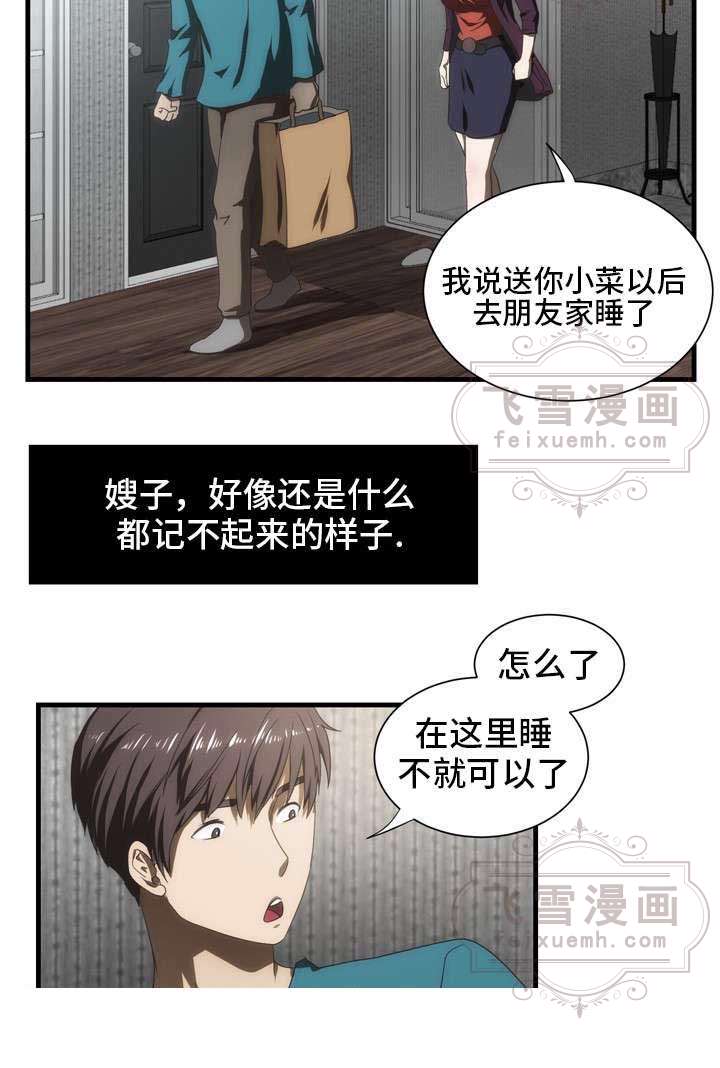 我说送你小菜以后
去朋友家睡了
飞雪漫画
feixuemh.com
嫂子，好像还是什么
都记不起来的样子.
怎么了
在这里睡
不就可以了
飞雪漫画
feixuemh.com